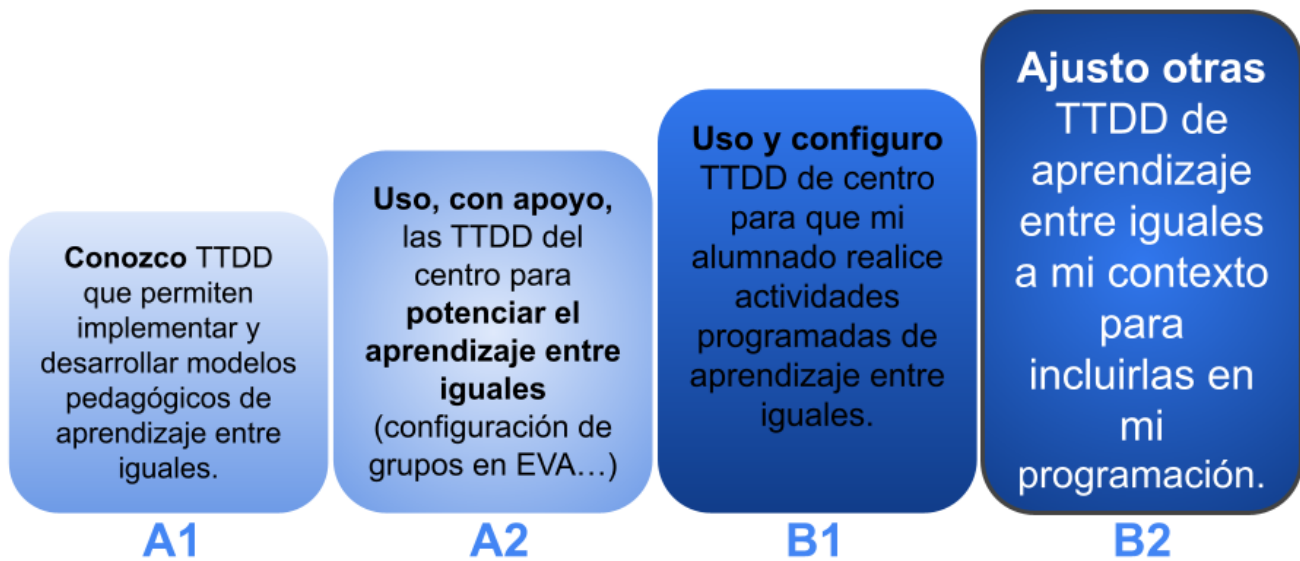 Conozco TTDD
que permiten
implementar y
desarrollar modelos
pedagógicos de
aprendizaje entre
iguales.
A1
Uso, con apoyo,
las TTDD del
centro para
potenciar el
aprendizaje entre
iguales
(configuración de
grupos en EVA…)
A2
Uso y configuro
TTDD de centro
para que mi
alumnado realice
actividades
programadas de
aprendizaje entre
iguales.
B1
Ajusto otras
TTDD de
aprendizaje
entre iguales
a mi contexto
para
incluirlas en
mi
programación.
B2